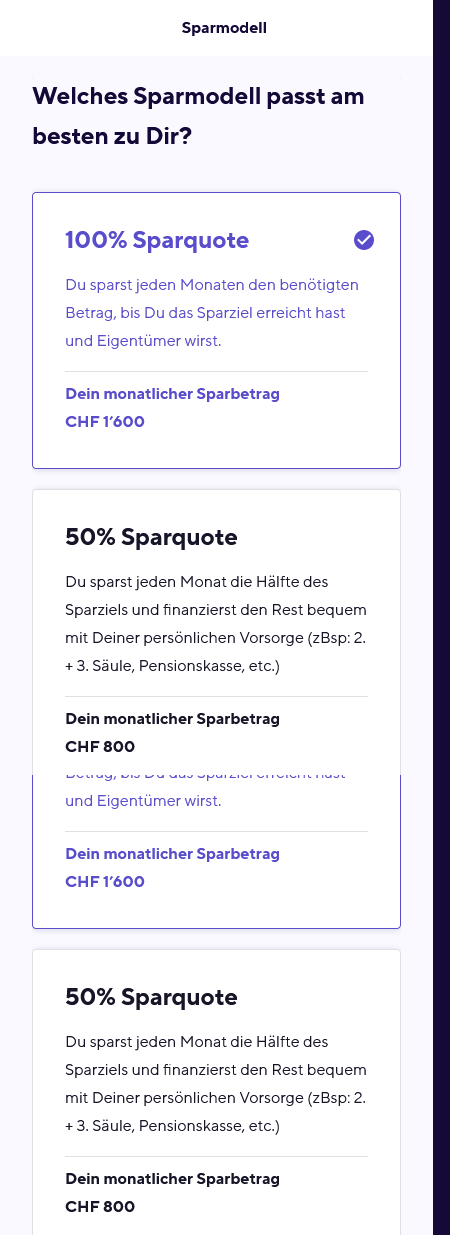 Sparmodell
Welches Sparmodell passt am
besten zu Dir?
100% Sparquote
Du sparst jeden Monaten den benötigten
Betrag, bis Du das Sparziel erreicht hast
und Eigentümer wirst.
Dein monatlicher Sparbetrag
CHF 1’600
50% Sparquote
Du sparst jeden Monat die Hälfte des
Sparziels und finanzierst den Rest bequem
mit Deiner persönlichen Vorsorge (zBsp: 2.
+ 3. Säule, Pensionskasse, etc.)
Dein monatlicher Sparbetrag
CHF 800
Betrag, bis Du das Sparziel erreicht hast
und Eigentümer wirst.
Dein monatlicher Sparbetrag
CHF 1’600
50% Sparquote
Du sparst jeden Monat die Hälfte des
Sparziels und finanzierst den Rest bequem
mit Deiner persönlichen Vorsorge (zBsp: 2.
+ 3. Säule, Pensionskasse, etc.)
Dein monatlicher Sparbetrag
CHF 800